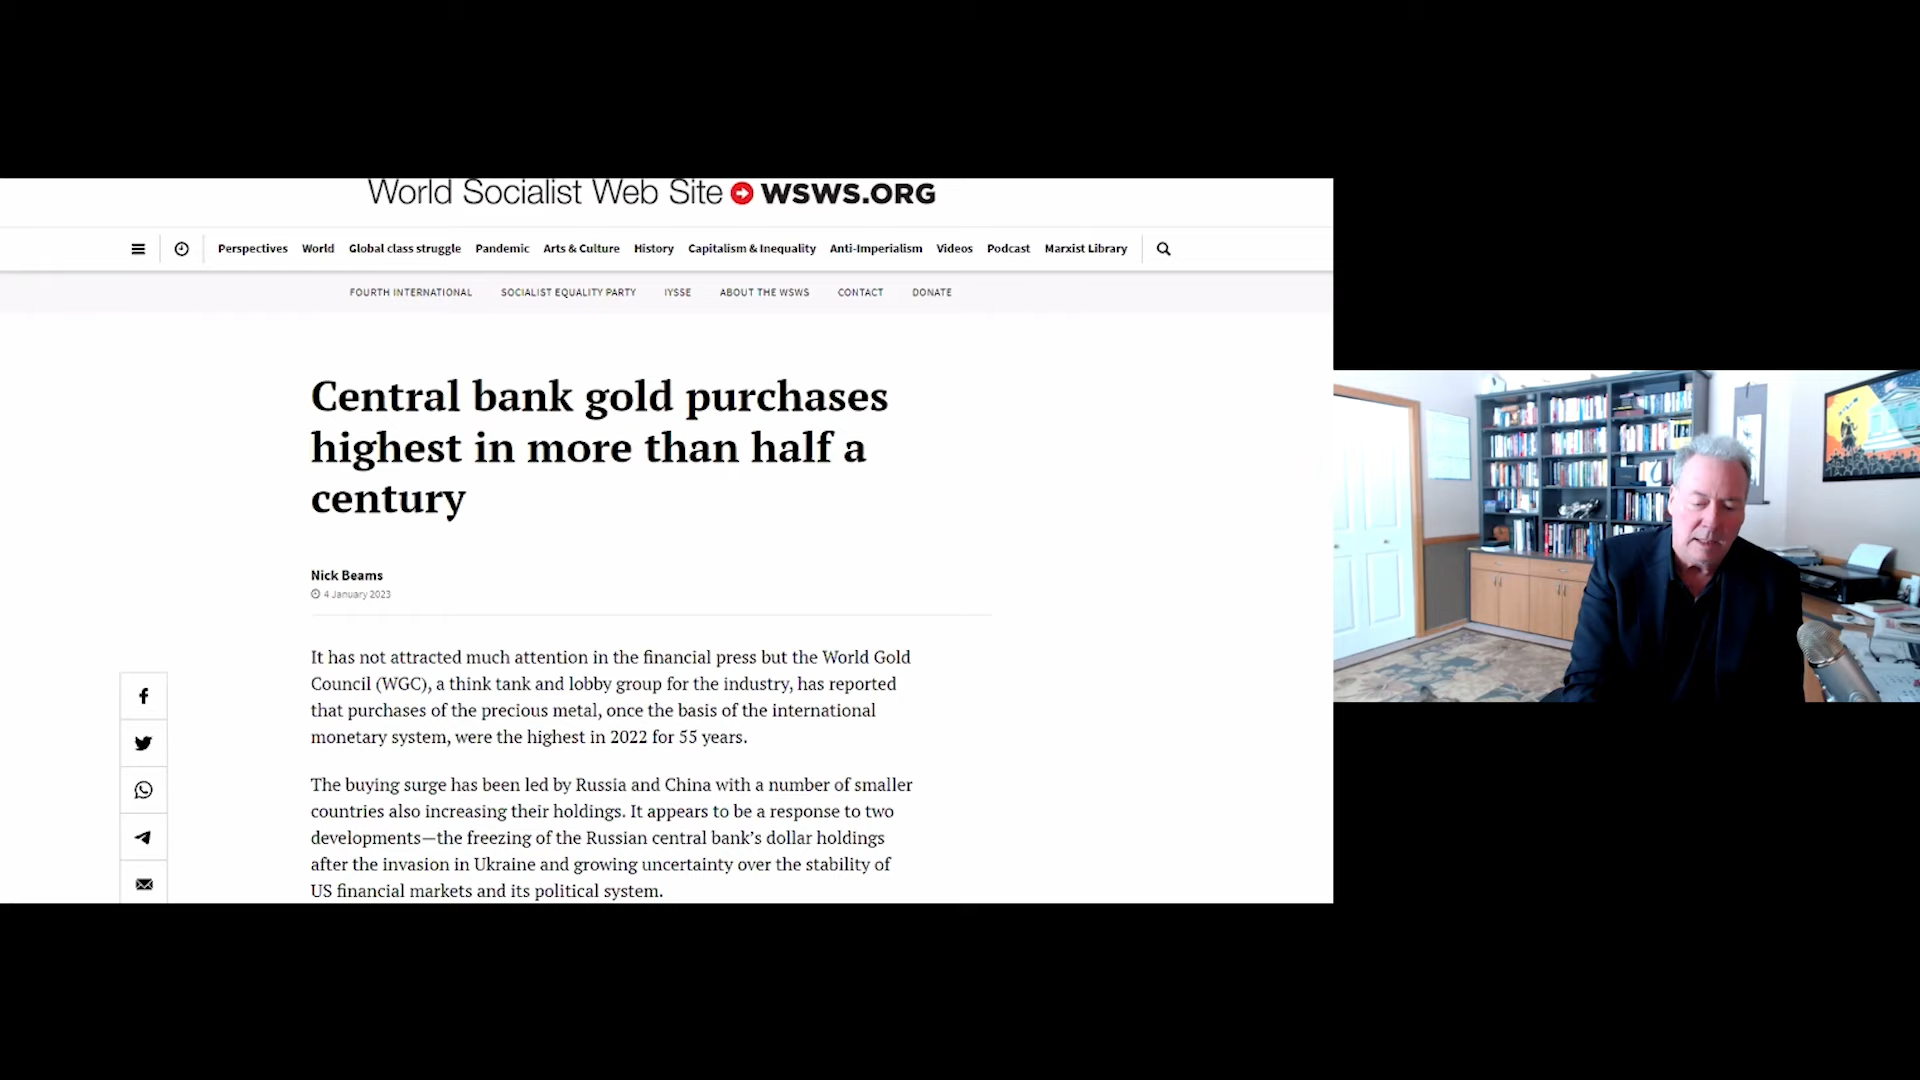 World Socialist Web Site WSWS.ORG
Perspectives World Global class struggle Pandemic Arts & Culture History Capitalism & Inequality Anti-Imperialism Videos Podcast Marxist Library
FOURTH INTERNATIONAL SOCIALIST EQUALITY PARTY IYSSE ABOUT THE WSWS CONTACT DONATE
Central bank gold purchases
highest in more than half a
century
Nick Beams
4 January 2023
It has not attracted much attention in the financial press but the World Gold
Council (WGC), a think tank and lobby group for the industry, has reported
that purchases of the precious metal, once the basis of the international
monetary system, were the highest in 2022 for 55 years.
The buying surge has been led by Russia and China with a number of smaller
countries also increasing their holdings. It appears to be a response to two
developments—the freezing of the Russian central bank's dollar holdings
after the invasion in Ukraine and growing uncertainty over the stability of
US financial markets and its political system.